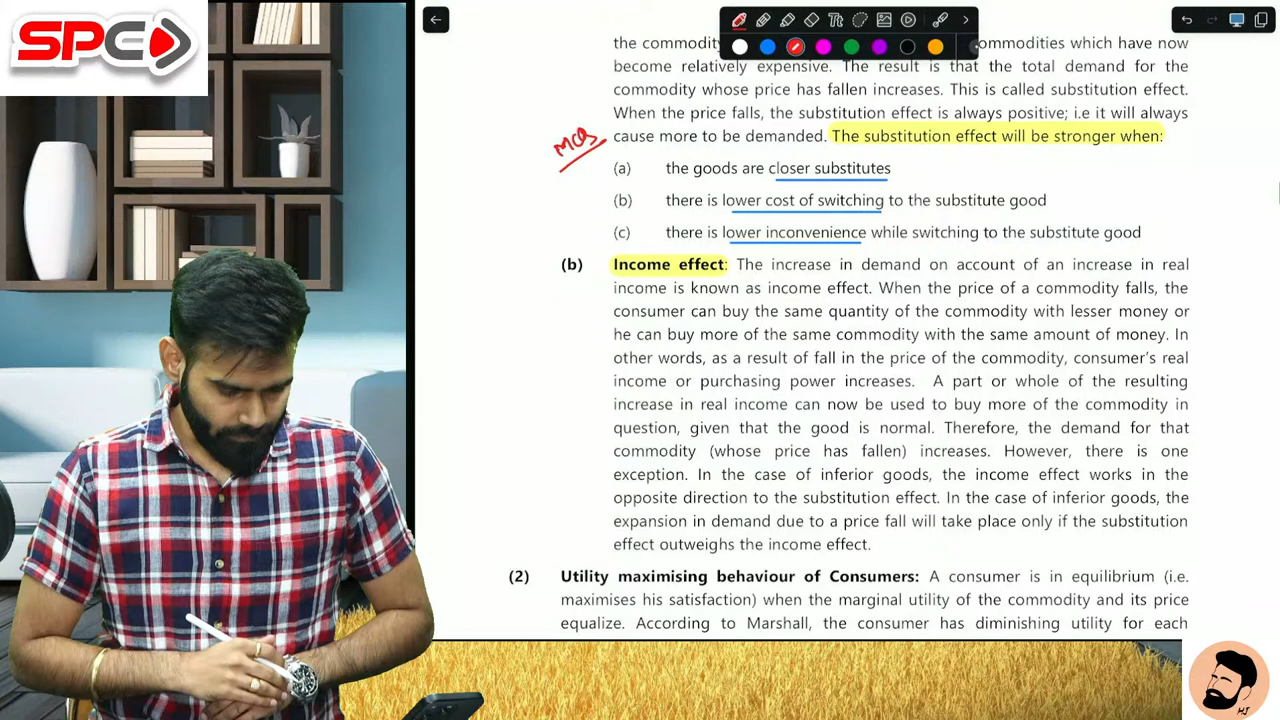 SPC
the commodity ommodities which have now
become relatively expensive. The result is that the total demand for the
commodity whose price has fallen increases. This is called substitution effect.
When the price falls, the substitution effect is always positive; i.e it will always
MCQs
cause more to be demanded. The substitution effect will be stronger when:
(a) the goods are closer substitutes
(b) there is lower cost of switching to the substitute good
(c) there is lower inconvenience while switching to the substitute good
(b) Income effect: The increase in demand on account of an increase in real
income is known as income effect. When the price of a commodity falls, the
consumer can buy the same quantity of the commodity with lesser money or
he can buy more of the same commodity with the same amount of money. In
other words, as a result of fall in the price of the commodity, consumer's real
income or purchasing power increases. A part or whole of the resulting
increase in real income can now be used to buy more of the commodity in
question, given that the good is normal. Therefore, the demand for that
commodity (whose price has fallen) increases. However, there is one
exception. In the case of inferior goods, the income effect works in the
opposite direction to the substitution effect. In the case of inferior goods, the
expansion in demand due to a price fall will take place only if the substitution
effect outweighs the income effect.
(2) Utility maximising behaviour of Consumers: A consumer is in equilibrium (i.e.
maximises his satisfaction) when the marginal utility of the commodity and its price
equalize. According to Marshall, the consumer has diminishing utility for each
HJ